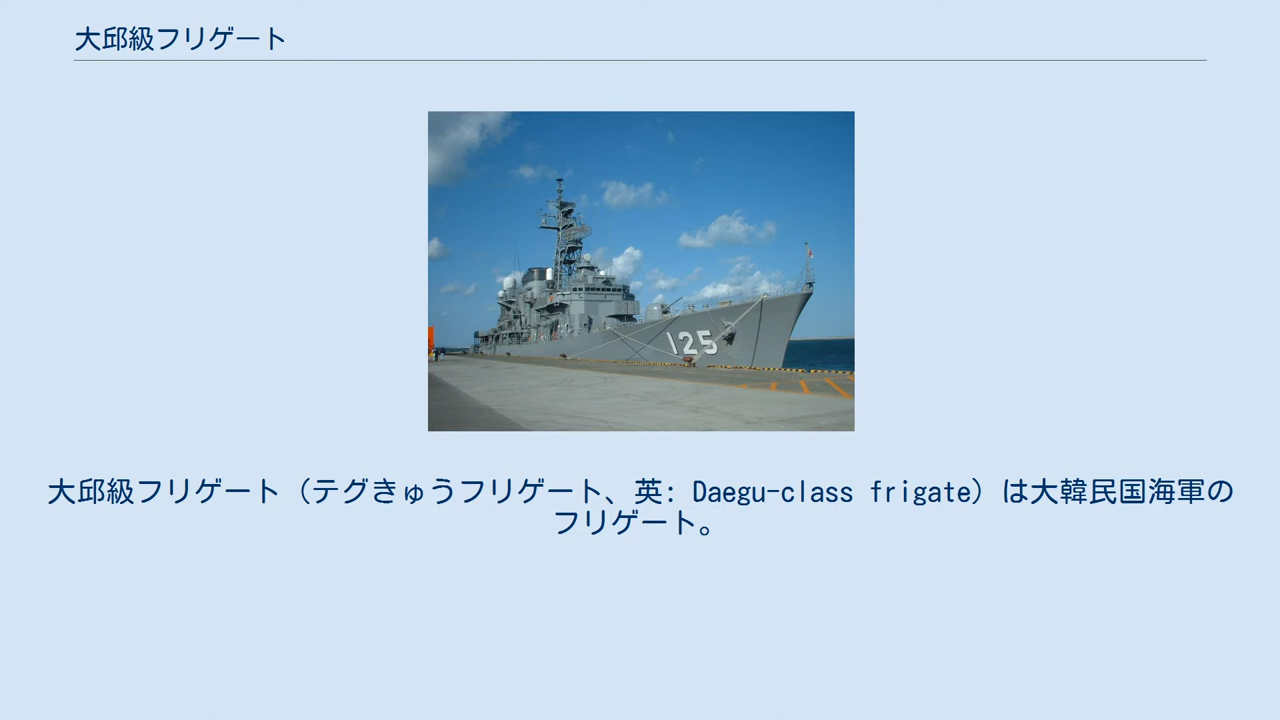 大邱級フリゲート
125
大邱級フリゲート（テグきゅうフリゲート、英: Daegu-class frigate）は大韓民国海軍の
フリゲート。